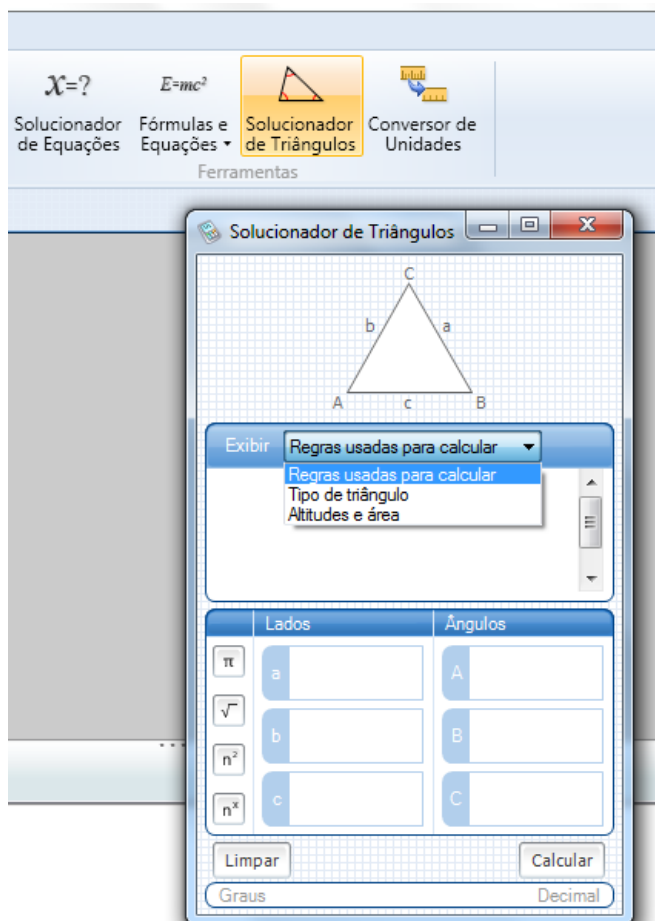 X=?
E=mc²
Solucionador de Equações
Fórmulas e Equações
Solucionador de Triângulos
Conversor de Unidades
Ferramentas
Solucionador de Triângulos
C
b
a
A
c
B
Exibir
Regras usadas para calcular
Regras usadas para calcular
Tipo de triângulo
Altitudes e área
Lados
Ângulos
π
a
A
√
b
B
n²
c
C
nˣ
Limpar
Calcular
Graus
Decimal